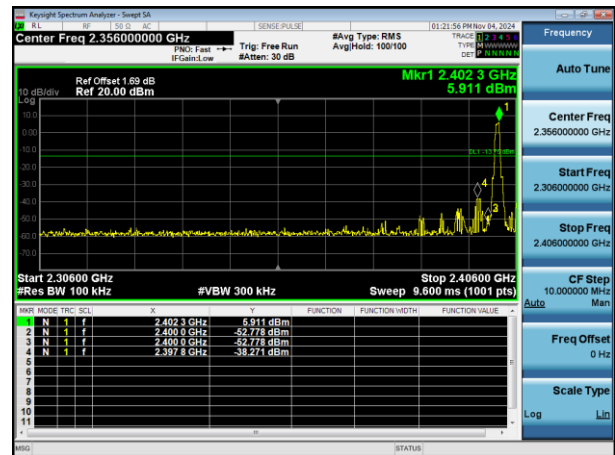 Keysight Spectrum Analyzer - Swept SA
RL RF 50 Ω AC SENSE:PULSE 01:21:56 PM Nov 04, 2024
Center Freq 2.356000000 GHz
PNO: Fast
IFGain:Low
Trig: Free Run
#Atten: 30 dB
#Avg Type: RMS
Avg|Hold: 100/100
TRACE 1 2 3 4 5 6
TYPE M WWWWW
DET P NNNNN
Ref Offset 1.69 dB
Ref 20.00 dBm
10 dB/div
Log
Mkr1 2.402 3 GHz
5.911 dBm
10.0
0.00
-10.0
-20.0
-30.0
-40.0
-50.0
-60.0
-70.0
1
4
3
Start 2.30600 GHz
#Res BW 100 kHz
#VBW 300 kHz
Stop 2.40600 GHz
Sweep 9.600 ms (1001 pts)
MKR MODE TRC SCL X Y FUNCTION FUNCTION WIDTH FUNCTION VALUE
1 N 1 f 2.402 3 GHz 5.911 dBm
2 N 1 f 2.400 0 GHz -52.778 dBm
3 N 1 f 2.400 0 GHz -52.778 dBm
4 N 1 f 2.397 8 GHz -38.271 dBm
5
6
7
8
9
10
11
MSG
STATUS
Frequency
Auto Tune
Center Freq
2.356000000 GHz
Start Freq
2.306000000 GHz
Stop Freq
2.406000000 GHz
CF Step
10.000000 MHz
Auto Man
Freq Offset
0 Hz
Scale Type
Log Lin